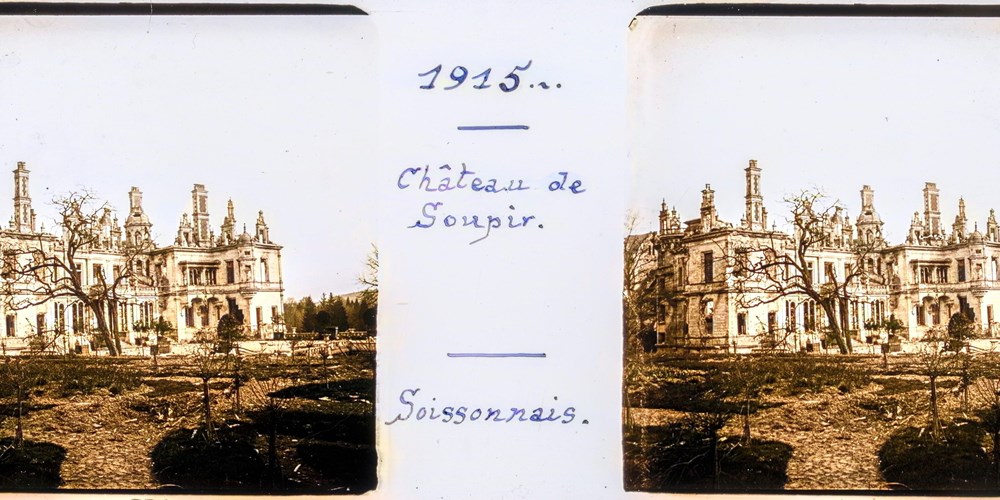 1915...
Château de
Soupir.
Soissonnais.